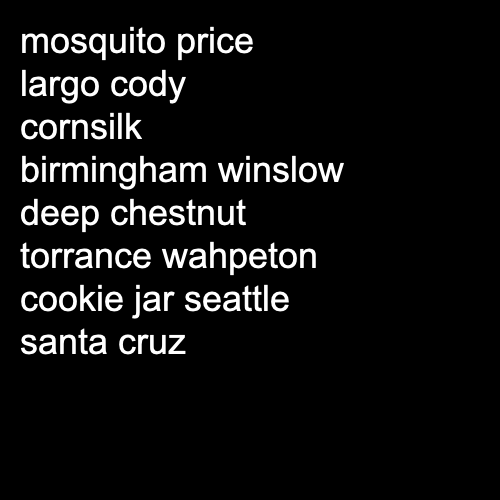 mosquito price
largo cody
cornsilk
birmingham winslow
deep chestnut
torrance wahpeton
cookie jar seattle
santa cruz